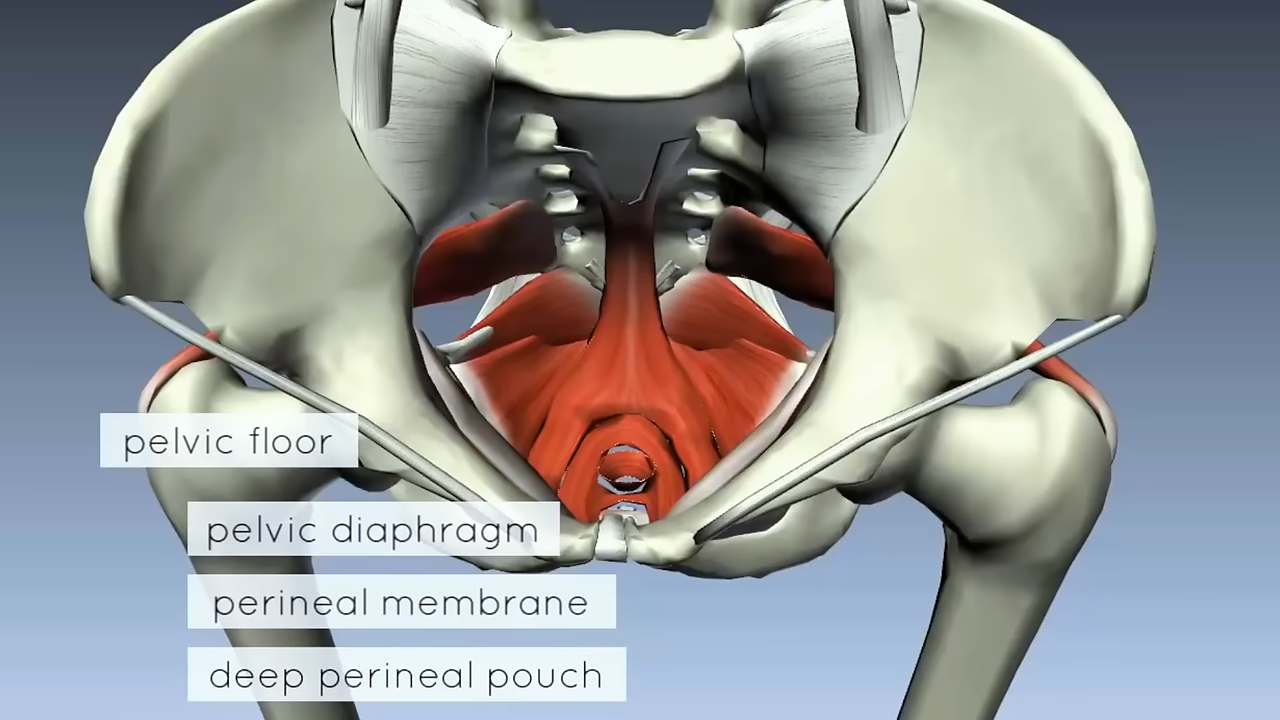 pelvic floor
pelvic diaphragm
perineal membrane
deep perineal pouch